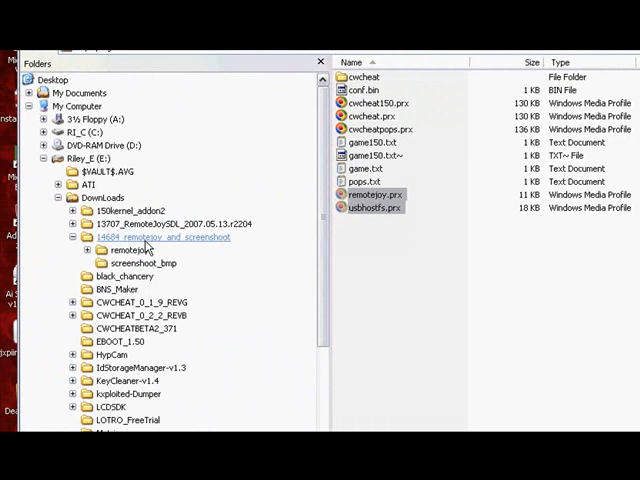 Folders
Desktop
My Documents
My Computer
3½ Floppy (A:)
RI_C (C:)
DVD-RAM Drive (D:)
Riley_E (E:)
$VAULT$.AVG
ATI
DownLoads
150kernel_addon2
13707_RemoteJoySDL_2007.05.13.r2204
14684_remotejoy_and_screenshoot
remotejoy
screenshoot_bmp
black_chancery
BNS_Maker
CWCHEAT_0_1_9_REVG
CWCHEAT_0_2_2_REVB
CWCHEATBETA2_371
EBOOT_1.50
HypCam
IdStorageManager-v1.3
KeyCleaner-v1.4
kxploited-Dumper
LCDSDK
LOTRO_FreeTrial
Name Size Type
cwcheat File Folder
conf.bin 1 KB BIN File
cwcheat150.prx 130 KB Windows Media Profile
cwcheat.prx 130 KB Windows Media Profile
cwcheatpops.prx 136 KB Windows Media Profile
game150.txt 1 KB Text Document
game150.txt~ 1 KB TXT~ File
game.txt 1 KB Text Document
pops.txt 1 KB Text Document
remotejoy.prx 11 KB Windows Media Profile
usbhostfs.prx 18 KB Windows Media Profile